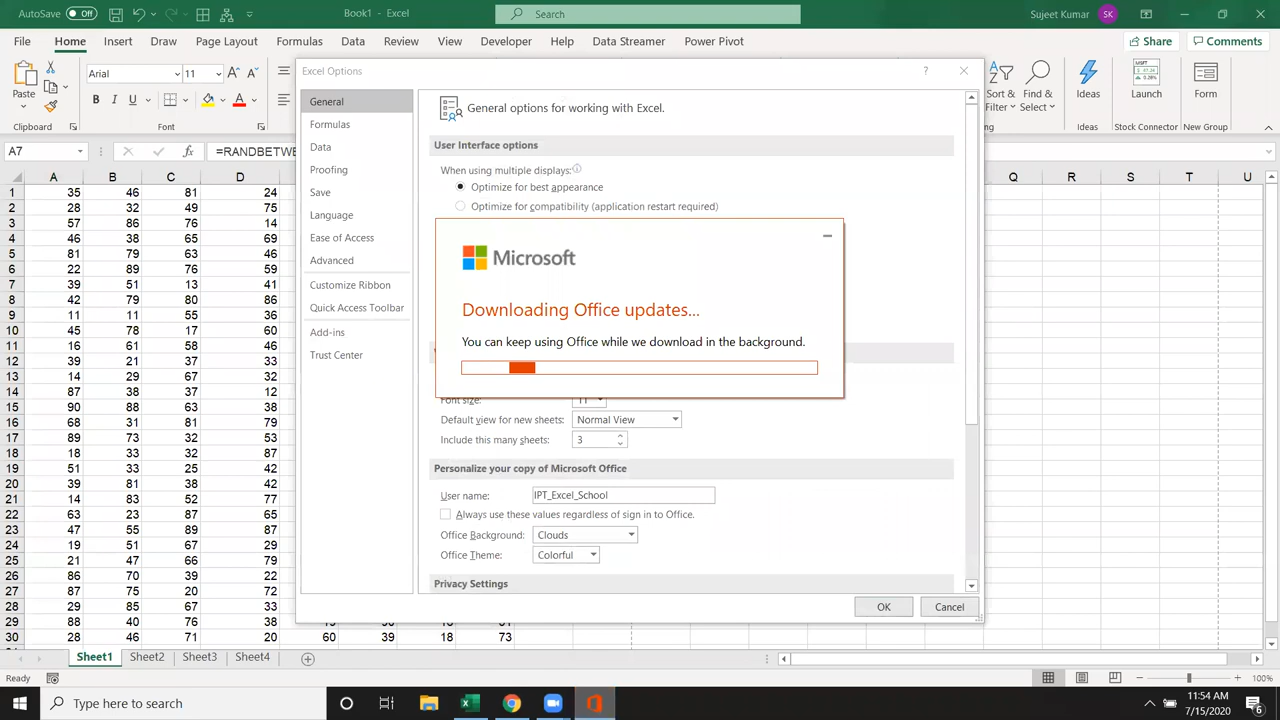 AutoSave Off Book1 - Excel Search Sujeet Kumar SK
File Home Insert Draw Page Layout Formulas Data Review View Developer Help Data Streamer Power Pivot Share Comments
Paste Arial 11 Sort & Filter Find & Select Ideas Launch Form
B I U A
Clipboard Font Ideas Stock Connector New Group
A7 fx =RANDBETWE
Excel Options
General
Formulas
Data
Proofing
Save
Language
Ease of Access
Advanced
Customize Ribbon
Quick Access Toolbar
Add-ins
Trust Center
General options for working with Excel.
User Interface options
When using multiple displays:
Optimize for best appearance
Optimize for compatibility (application restart required)
Microsoft
Downloading Office updates...
You can keep using Office while we download in the background.
Font size: 11
Default view for new sheets: Normal View
Include this many sheets: 3
Personalize your copy of Microsoft Office
User name: IPT_Excel_School
Always use these values regardless of sign in to Office.
Office Background: Clouds
Office Theme: Colorful
Privacy Settings
OK Cancel
A B C D Q R S T U
1 35 46 81 24
2 28 32 49 75
3 57 86 76 14
4 46 38 65 69
5 81 79 63 46
6 22 89 76 59
7 39 51 13 41
8 42 79 80 86
9 11 11 55 36
10 45 78 17 60
11 16 61 58 46
12 39 21 37 46
13 14 29 67 32
14 87 38 37 12
15 90 88 63 38
16 68 31 81 79
17 89 73 32 53
18 18 33 32 87
19 51 33 25 42
20 21 38 56 42
21 14 83 52 77
22 63 23 87 65
23 47 55 89 87
24 19 51 67 29
25 21 47 66 79
26 86 70 39 22
27 87 75 20 72
28 29 85 67 33
29 88 40 76 38
30 28 46 71 20 60 39 18 73
Sheet1 Sheet2 Sheet3 Sheet4
Ready 100%
Type here to search
11:54 AM
7/15/2020
6